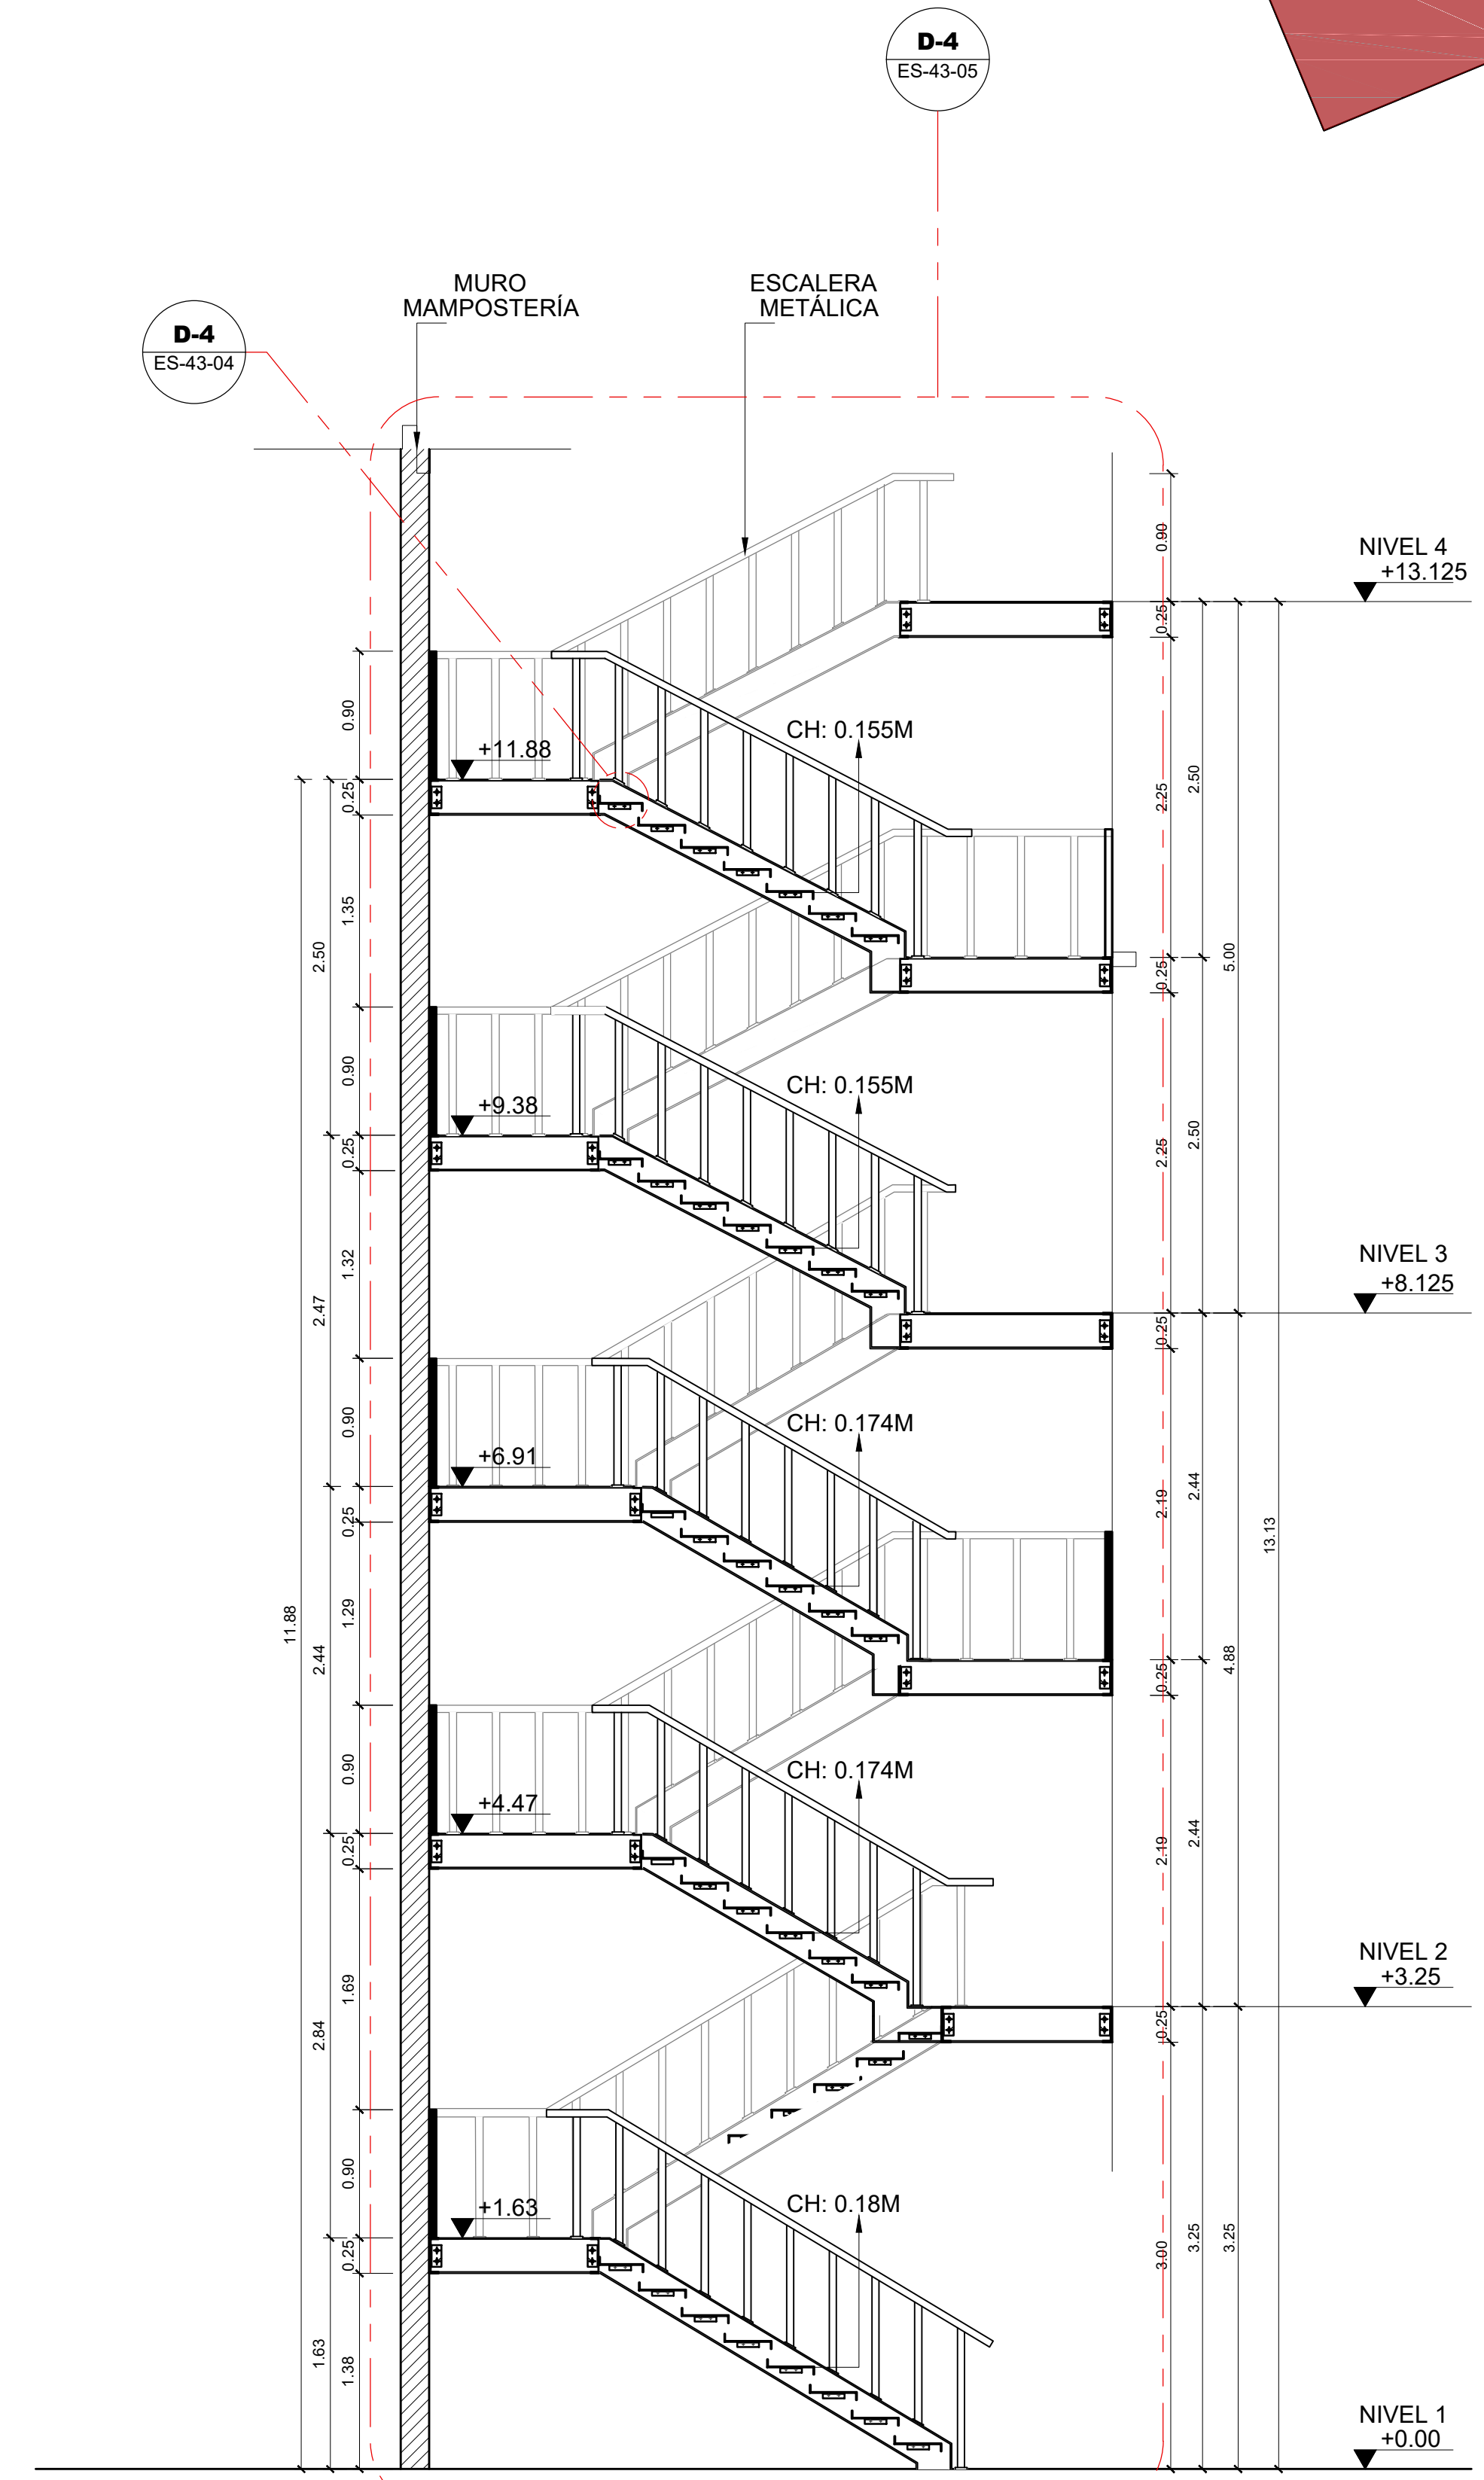 D-4
ES-43-05
MURO
MAMPOSTERÍA
ESCALERA
METÁLICA
D-4
ES-43-04
NIVEL 4
+13.125
0.90
0.25
0.90
CH: 0.155M
+11.88
0.25
2.25
2.50
1.35
2.50
5.00
0.25
0.90
CH: 0.155M
+9.38
0.25
2.25
2.50
1.32
2.47
NIVEL 3
+8.125
0.25
0.90
CH: 0.174M
+6.91
0.25
2.19
2.44
13.13
11.88
1.29
2.44
4.88
0.25
0.90
CH: 0.174M
+4.47
0.25
2.19
2.44
NIVEL 2
+3.25
1.69
2.84
0.25
0.90
CH: 0.18M
+1.63
0.25
3.00
3.25
3.25
1.63
1.38
NIVEL 1
+0.00